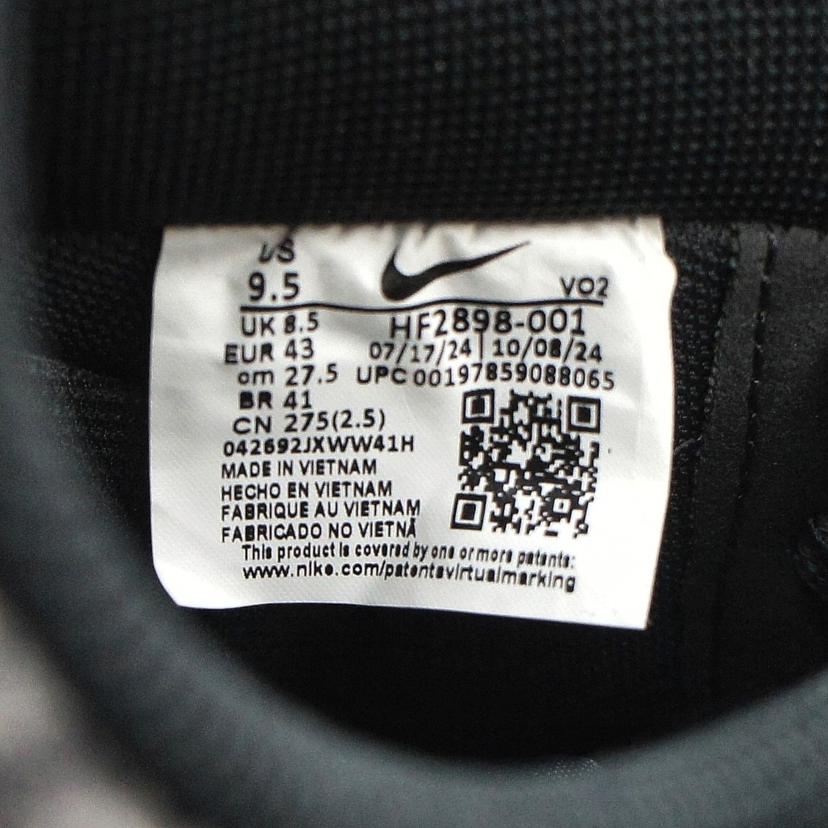 US
9.5 VO2
UK 8.5 HF2898-001
EUR 43 07/17/24 | 10/08/24
cm 27.5 UPC 00197859088065
BR 41
CN 275(2.5)
042692JXWW41H
MADE IN VIETNAM
HECHO EN VIETNAM
FABRIQUE AU VIETNAM
FABRICADO NO VIETNÃ
This product is covered by one or more patents:
www.nike.com/patentsvirtualmarking